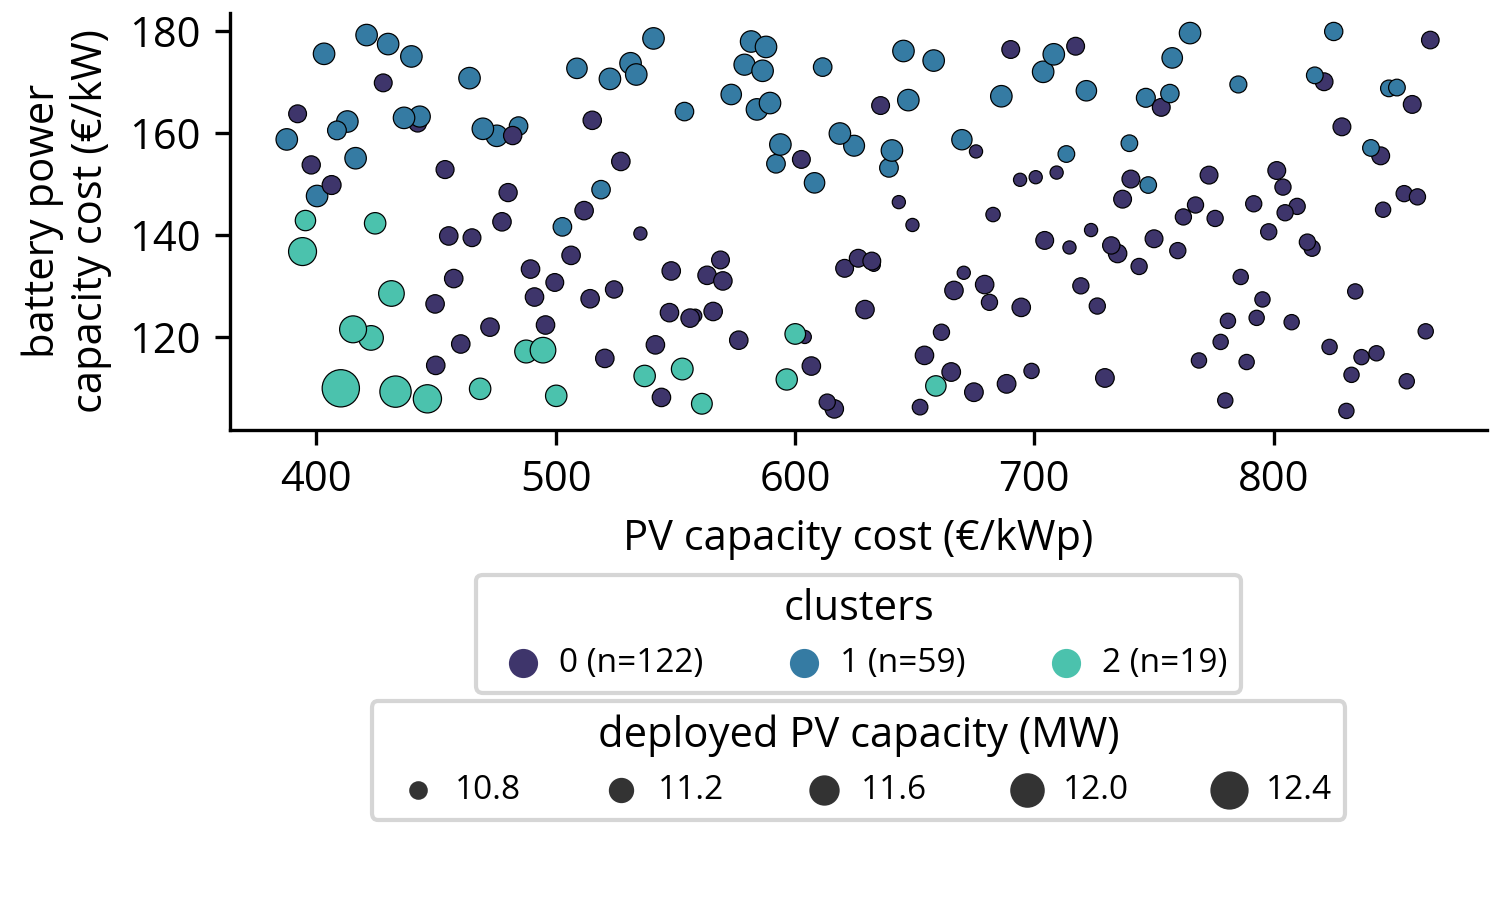 battery power
capacity cost (€/kW)
180
160
140
120
400 500 600 700 800
PV capacity cost (€/kWp)
clusters
0 (n=122) 1 (n=59) 2 (n=19)
deployed PV capacity (MW)
10.8 11.2 11.6 12.0 12.4